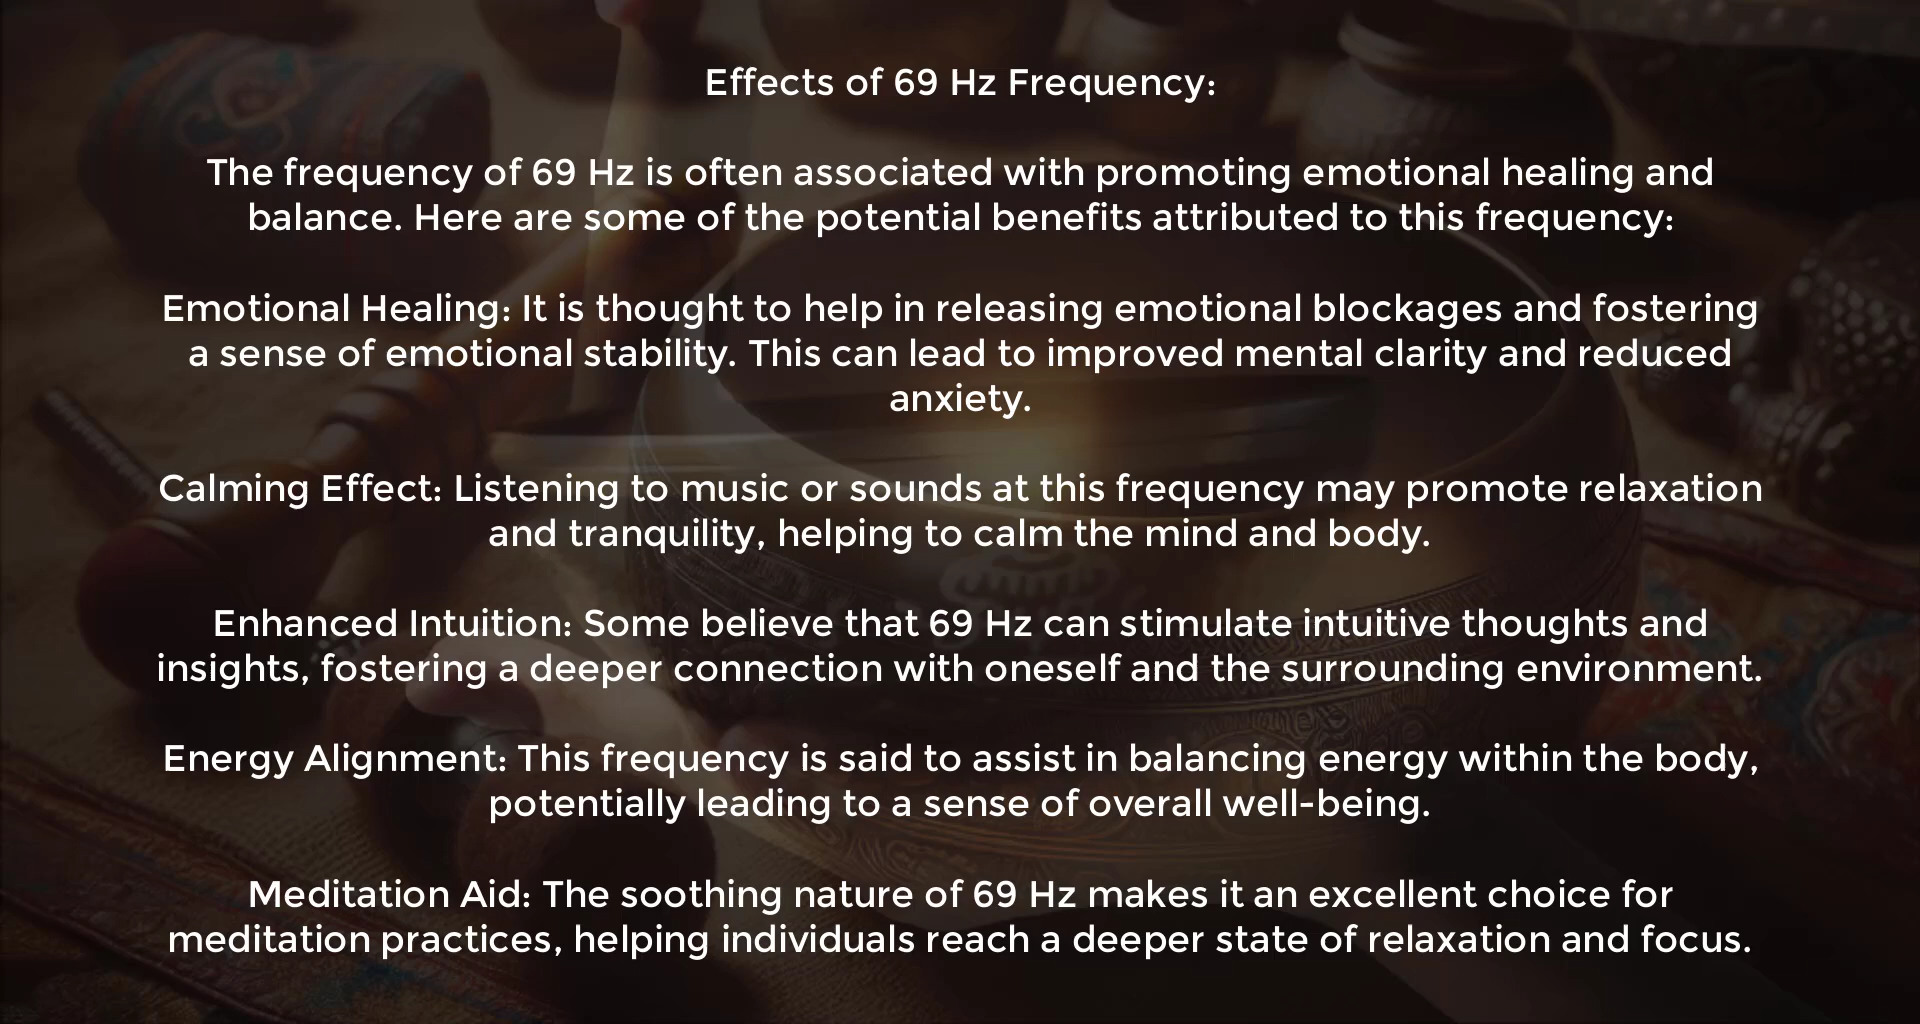 Effects of 69 Hz Frequency:
The frequency of 69 Hz is often associated with promoting emotional healing and
balance. Here are some of the potential benefits attributed to this frequency:
Emotional Healing: It is thought to help in releasing emotional blockages and fostering
a sense of emotional stability. This can lead to improved mental clarity and reduced
anxiety.
Calming Effect: Listening to music or sounds at this frequency may promote relaxation
and tranquility, helping to calm the mind and body.
Enhanced Intuition: Some believe that 69 Hz can stimulate intuitive thoughts and
insights, fostering a deeper connection with oneself and the surrounding environment.
Energy Alignment: This frequency is said to assist in balancing energy within the body,
potentially leading to a sense of overall well-being.
Meditation Aid: The soothing nature of 69 Hz makes it an excellent choice for
meditation practices, helping individuals reach a deeper state of relaxation and focus.